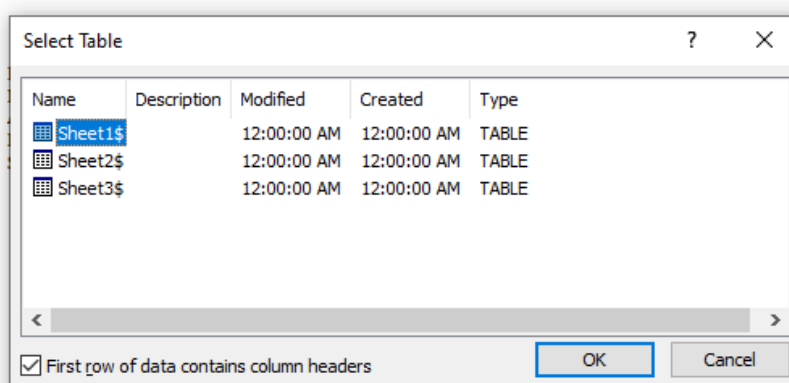 Select Table ? ×
Name Description Modified Created Type
Sheet1$ 12:00:00 AM 12:00:00 AM TABLE
Sheet2$ 12:00:00 AM 12:00:00 AM TABLE
Sheet3$ 12:00:00 AM 12:00:00 AM TABLE
First row of data contains column headers OK Cancel